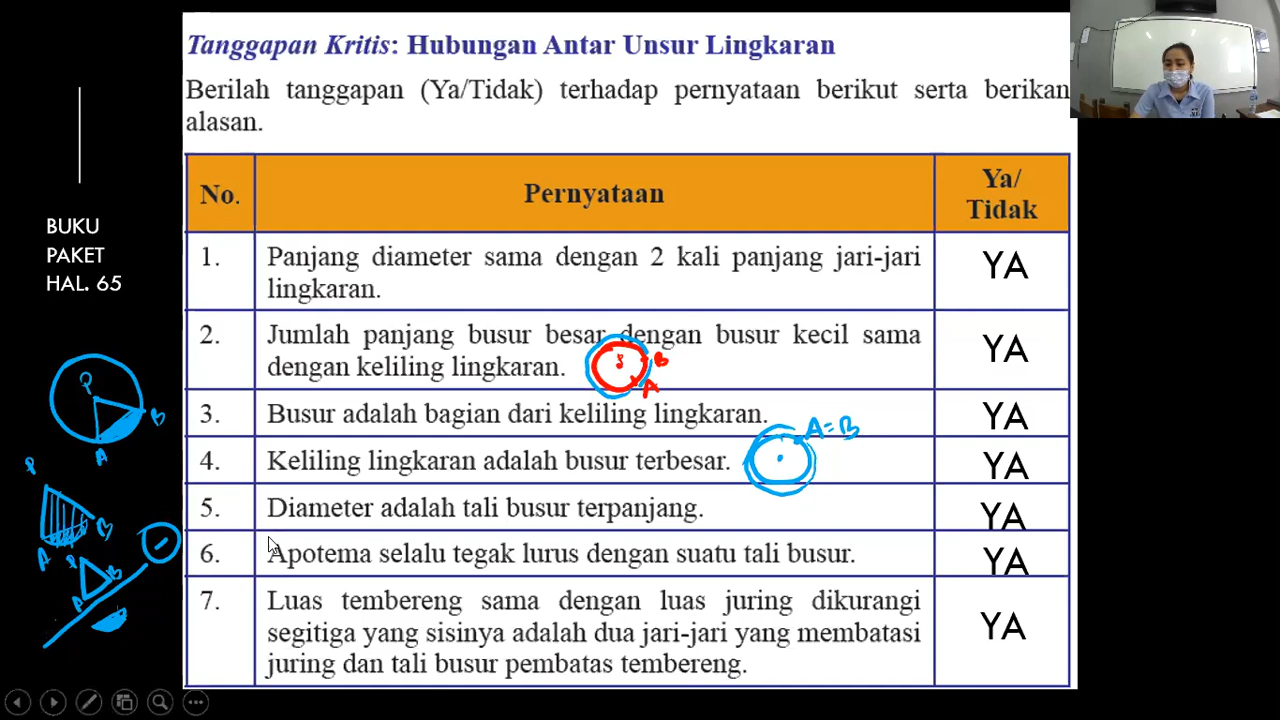 Tanggapan Kritis: Hubungan Antar Unsur Lingkaran
Berilah tanggapan (Ya/Tidak) terhadap pernyataan berikut serta berikan
alasan.
BUKU
PAKET
HAL. 65
No.
Pernyataan
Ya/
Tidak
1.
Panjang diameter sama dengan 2 kali panjang jari-jari
lingkaran.
YA
2.
Jumlah panjang busur besar dengan busur kecil sama
dengan keliling lingkaran.
YA
B
A
3.
Busur adalah bagian dari keliling lingkaran.
YA
A=B
4.
Keliling lingkaran adalah busur terbesar.
YA
5.
Diameter adalah tali busur terpanjang.
YA
6.
Apotema selalu tegak lurus dengan suatu tali busur.
YA
7.
Luas tembereng sama dengan luas juring dikurangi
segitiga yang sisinya adalah dua jari-jari yang membatasi
juring dan tali busur pembatas tembereng.
YA
P
B
A
P
B
A
P
B
A